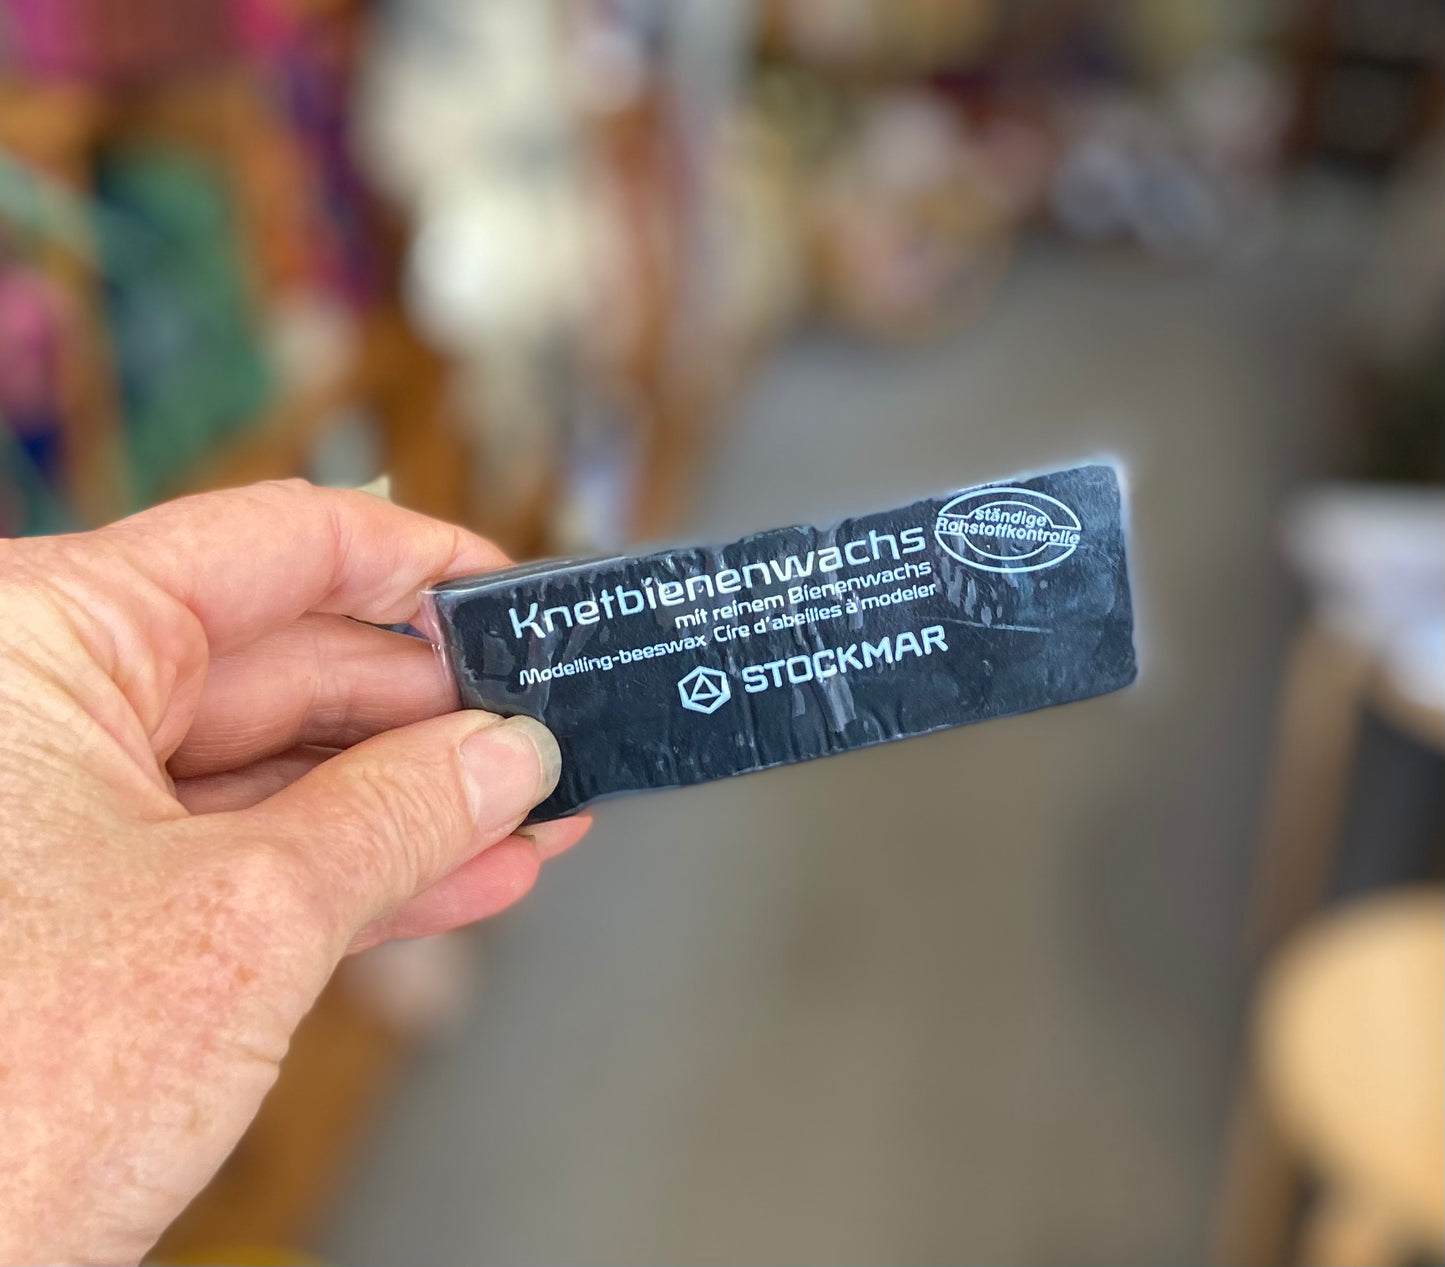 Knetbienenwachs
mit reinem Bienenwachs
Modelling-beeswax Cire d'abeilles à modeler
STOCKMAR
ständige
Rohstoffkontrolle